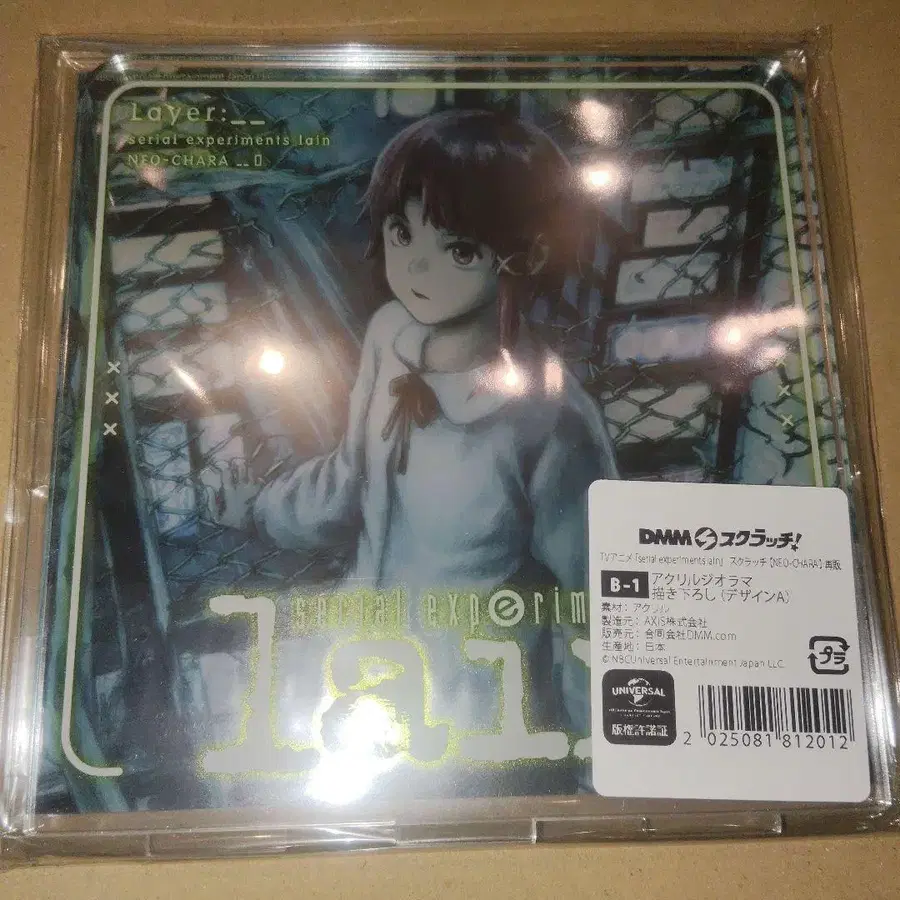 Layer:__
serial experiments lain
NEO-CHARA __0
×
×
×
×
×
serial experim
lai
DMMスクラッチ!
TVアニメ「serial experiments lain」 スクラッチ【NEO-CHARA】再販
B-1 アクリルジオラマ
描き下ろし (デザインA)
素材：アクリル
製造元：AXIS株式会社
販売元：合同会社DMM.com
生産地：日本
© NBCUniversal Entertainment Japan LLC.
プラ
UNIVERSAL
版権許諾証
2 025081 812012